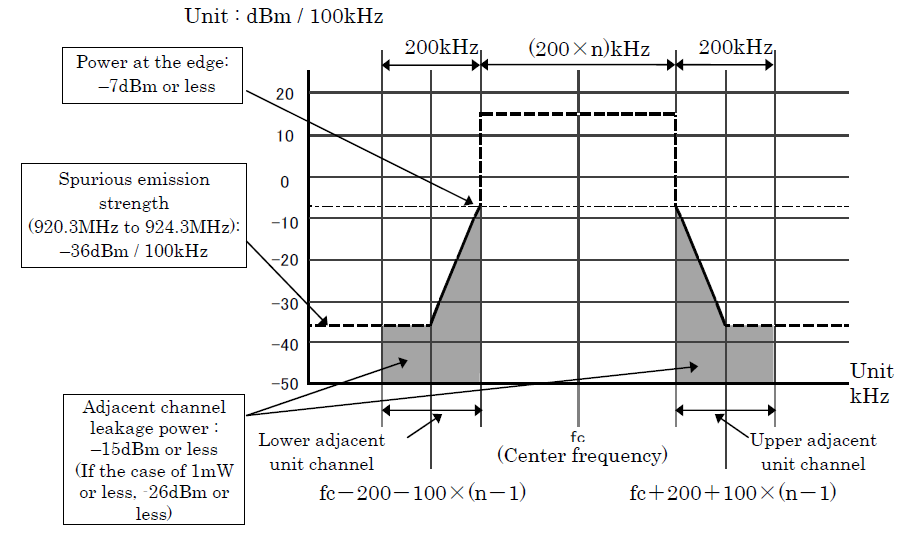 Unit : dBm / 100kHz
200kHz
(200×n)kHz
200kHz
Power at the edge:
–7dBm or less
20
10
0
−10
−20
−30
−40
−50
Spurious emission
strength
(920.3MHz to 924.3MHz):
–36dBm / 100kHz
Unit
kHz
Adjacent channel
leakage power :
–15dBm or less
(If the case of 1mW
or less, -26dBm or
less)
Lower adjacent
unit channel
fc
(Center frequency)
Upper adjacent
unit channel
fc−200−100×(n−1)
fc+200+100×(n−1)